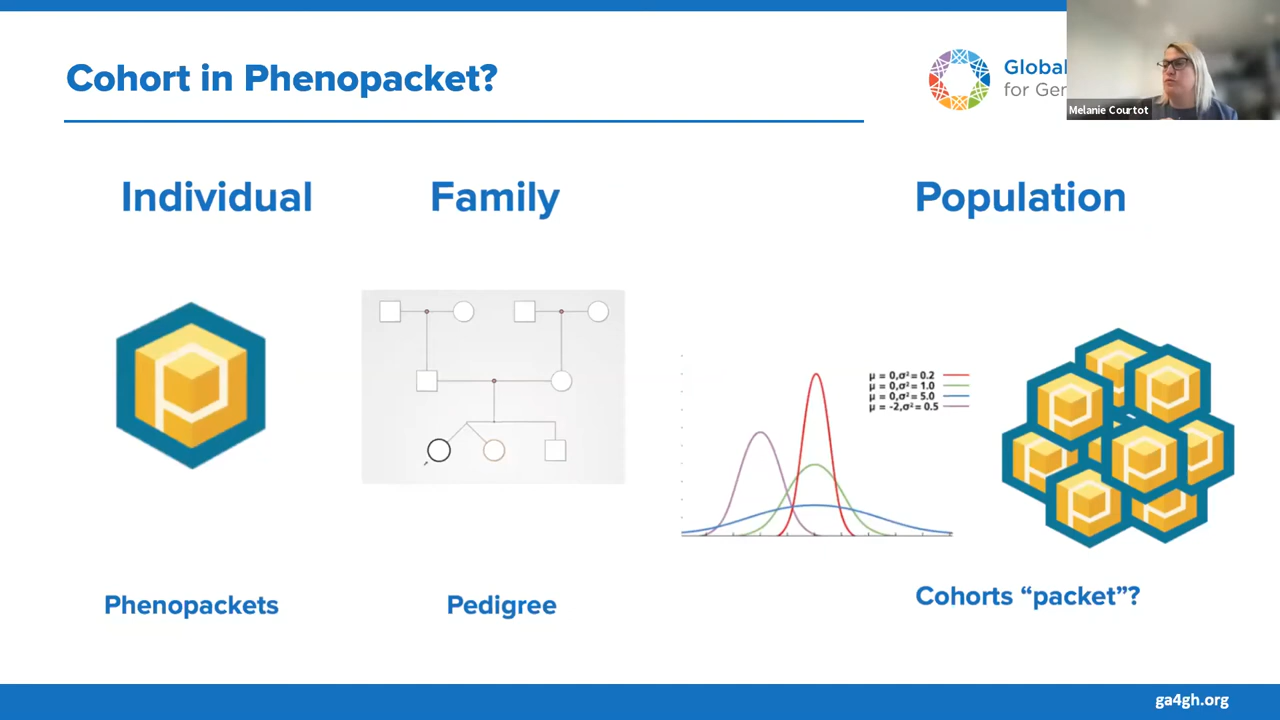 Cohort in Phenopacket?
Global
for Gen
Melanie Courtot
Individual
Family
Population
μ = 0,σ²= 0.2
μ = 0,σ²= 1.0
μ = 0,σ²= 5.0
μ = -2,σ²= 0.5
Phenopackets
Pedigree
Cohorts “packet”?
ga4gh.org